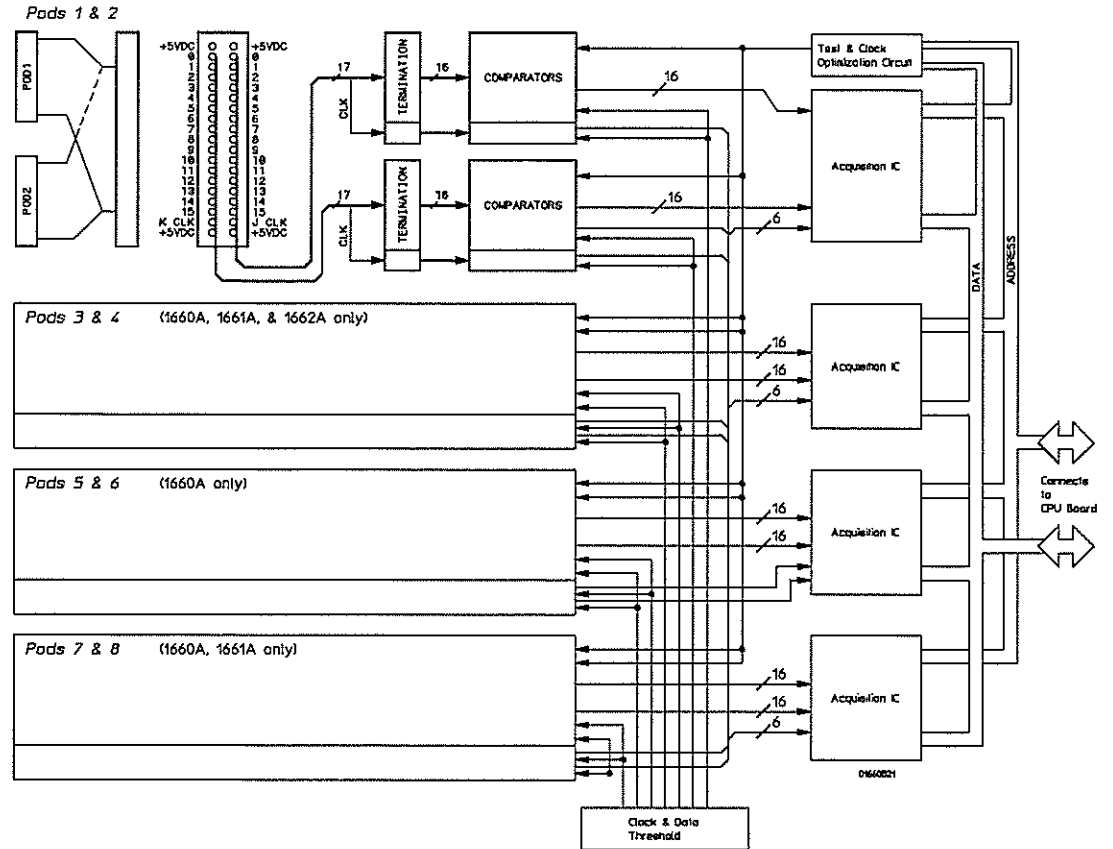 Pods 1 & 2
POD1
POD2
+5VDC +5VDC
0 0
1 1
2 2
3 3
4 4
5 5
6 6
7 7
8 8
9 9
10 10
11 11
12 12
13 13
14 14
15 15
K CLK J CLK
+5VDC +5VDC
17
CLK
TERMINATION
16
COMPARATORS
16
Test & Clock
Optimization Circuit
Acquisition IC
17
CLK
TERMINATION
16
COMPARATORS
16
6
DATA
ADDRESS
Pods 3 & 4 (1660A, 1661A, & 1662A only)
16
16
6
Acquisition IC
Connects
to
CPU Board
Pods 5 & 6 (1660A only)
16
16
Acquisition IC
Pods 7 & 8 (1660A, 1661A only)
16
16
6
Acquisition IC
01660B21
Clock & Data
Threshold